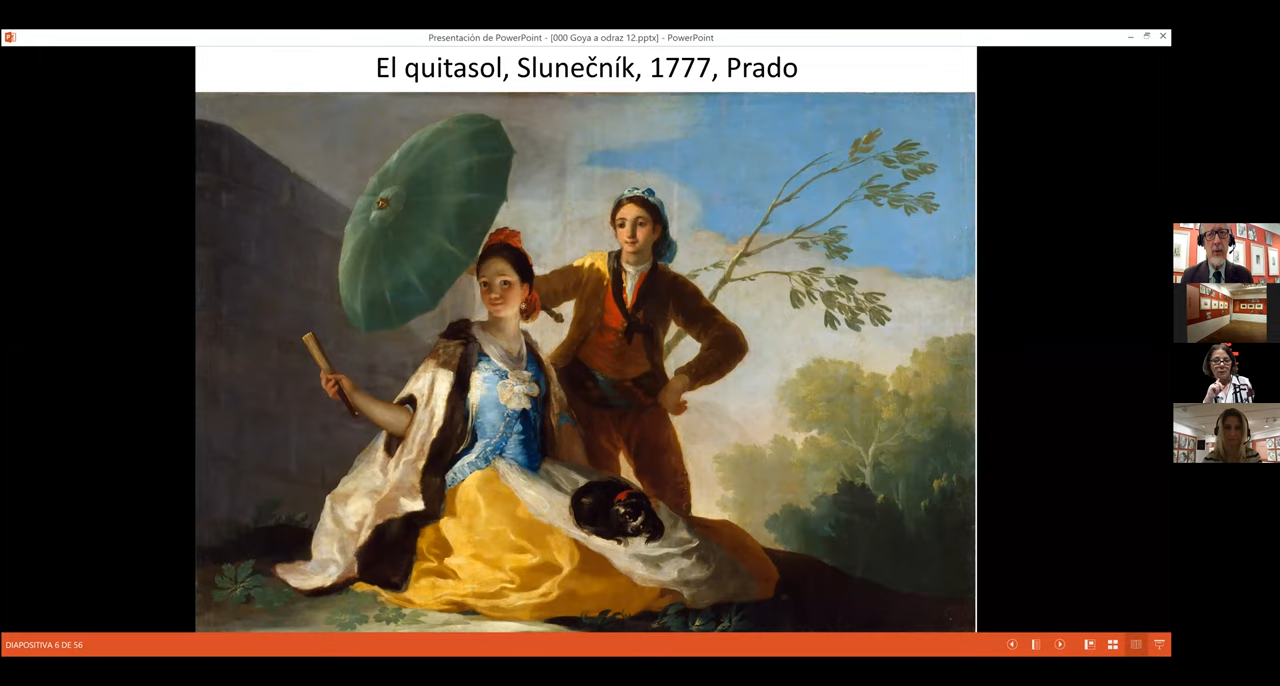 Presentación de PowerPoint - [000 Goya a odraz 12.pptx] - PowerPoint
El quitasol, Slunečník, 1777, Prado
DIAPOSITIVA 6 DE 56